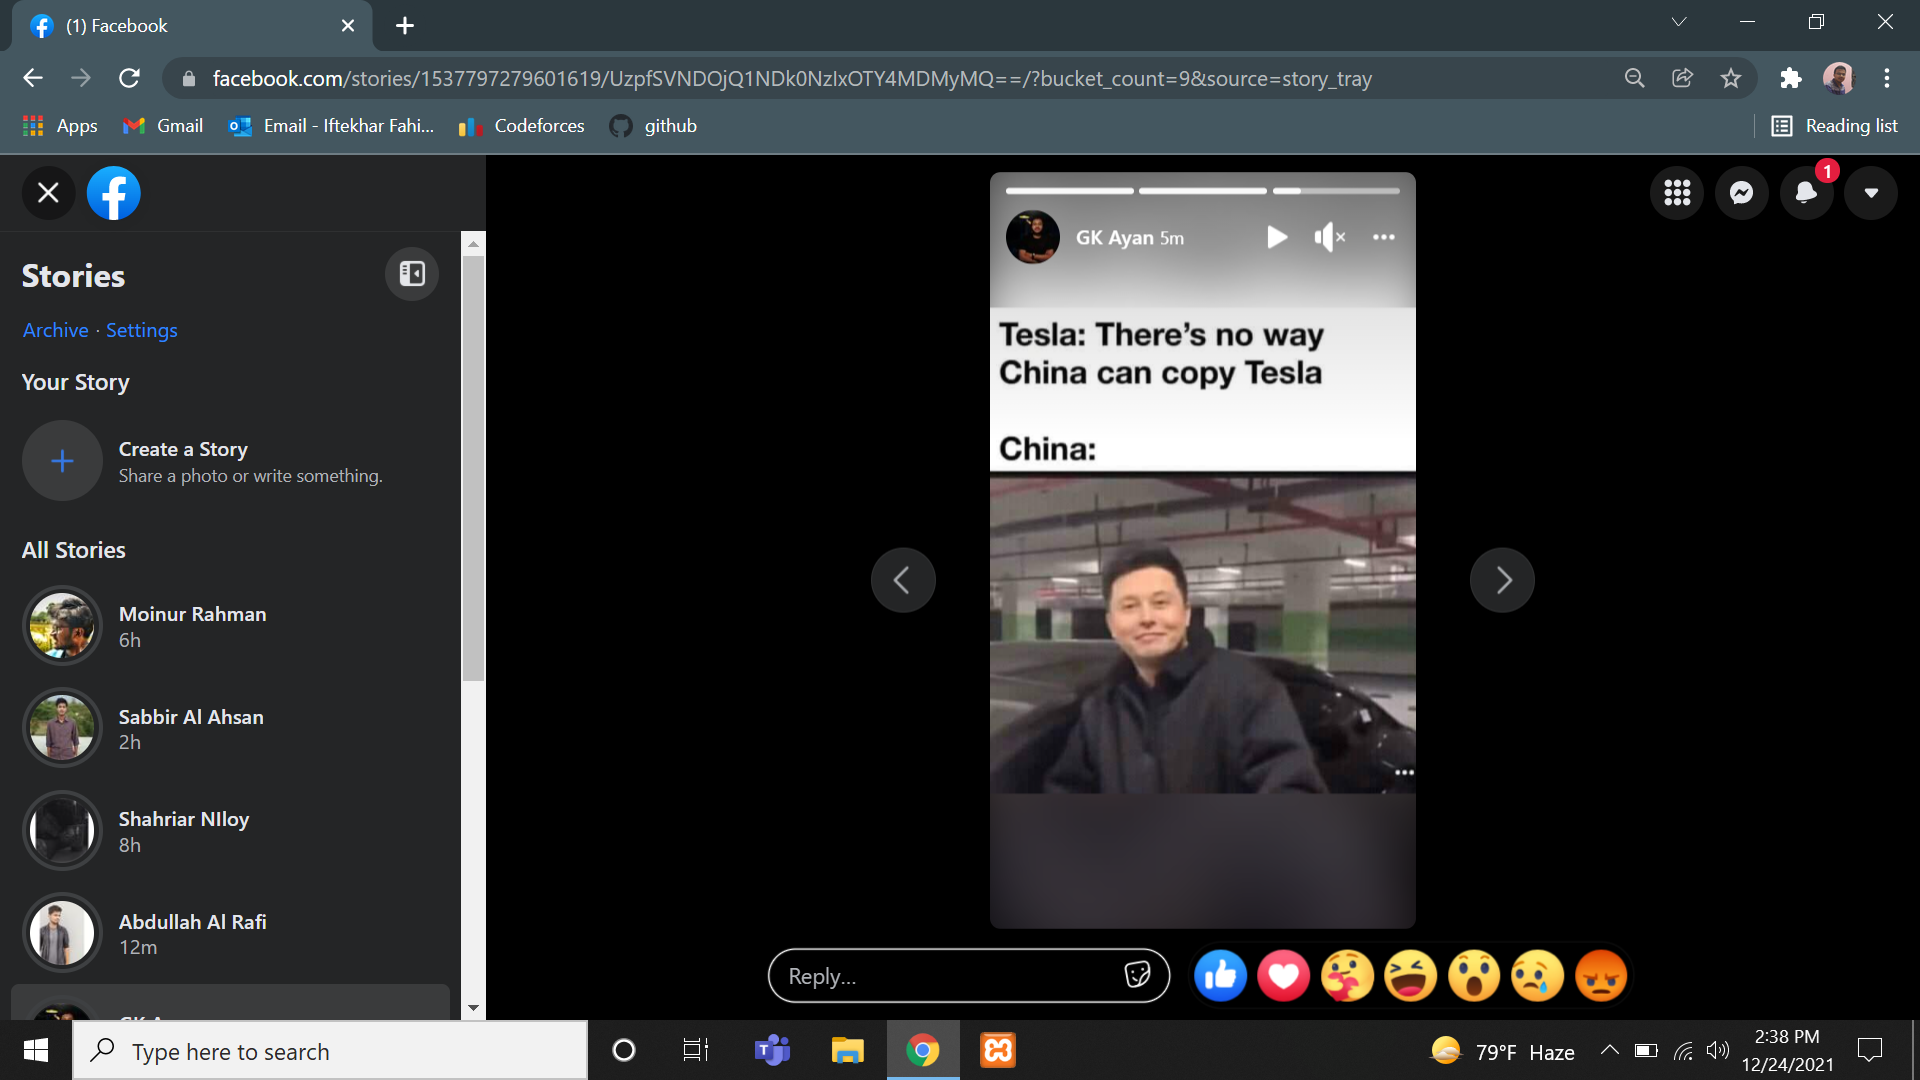 (1) Facebook
facebook.com/stories/1537797279601619/UzpfSVNDOjQ1NDk0NzIxOTY4MDMyMQ==/?bucket_count=9&source=story_tray
Apps
Gmail
Email - Iftekhar Fahi...
Codeforces
github
Reading list
1
Stories
Archive · Settings
Your Story
Create a Story
Share a photo or write something.
All Stories
Moinur Rahman
6h
Sabbir Al Ahsan
2h
Shahriar NIloy
8h
Abdullah Al Rafi
12m
GK Ayan 5m
Tesla: There’s no way
China can copy Tesla
China:
Reply...
Type here to search
79°F Haze
2:38 PM
12/24/2021